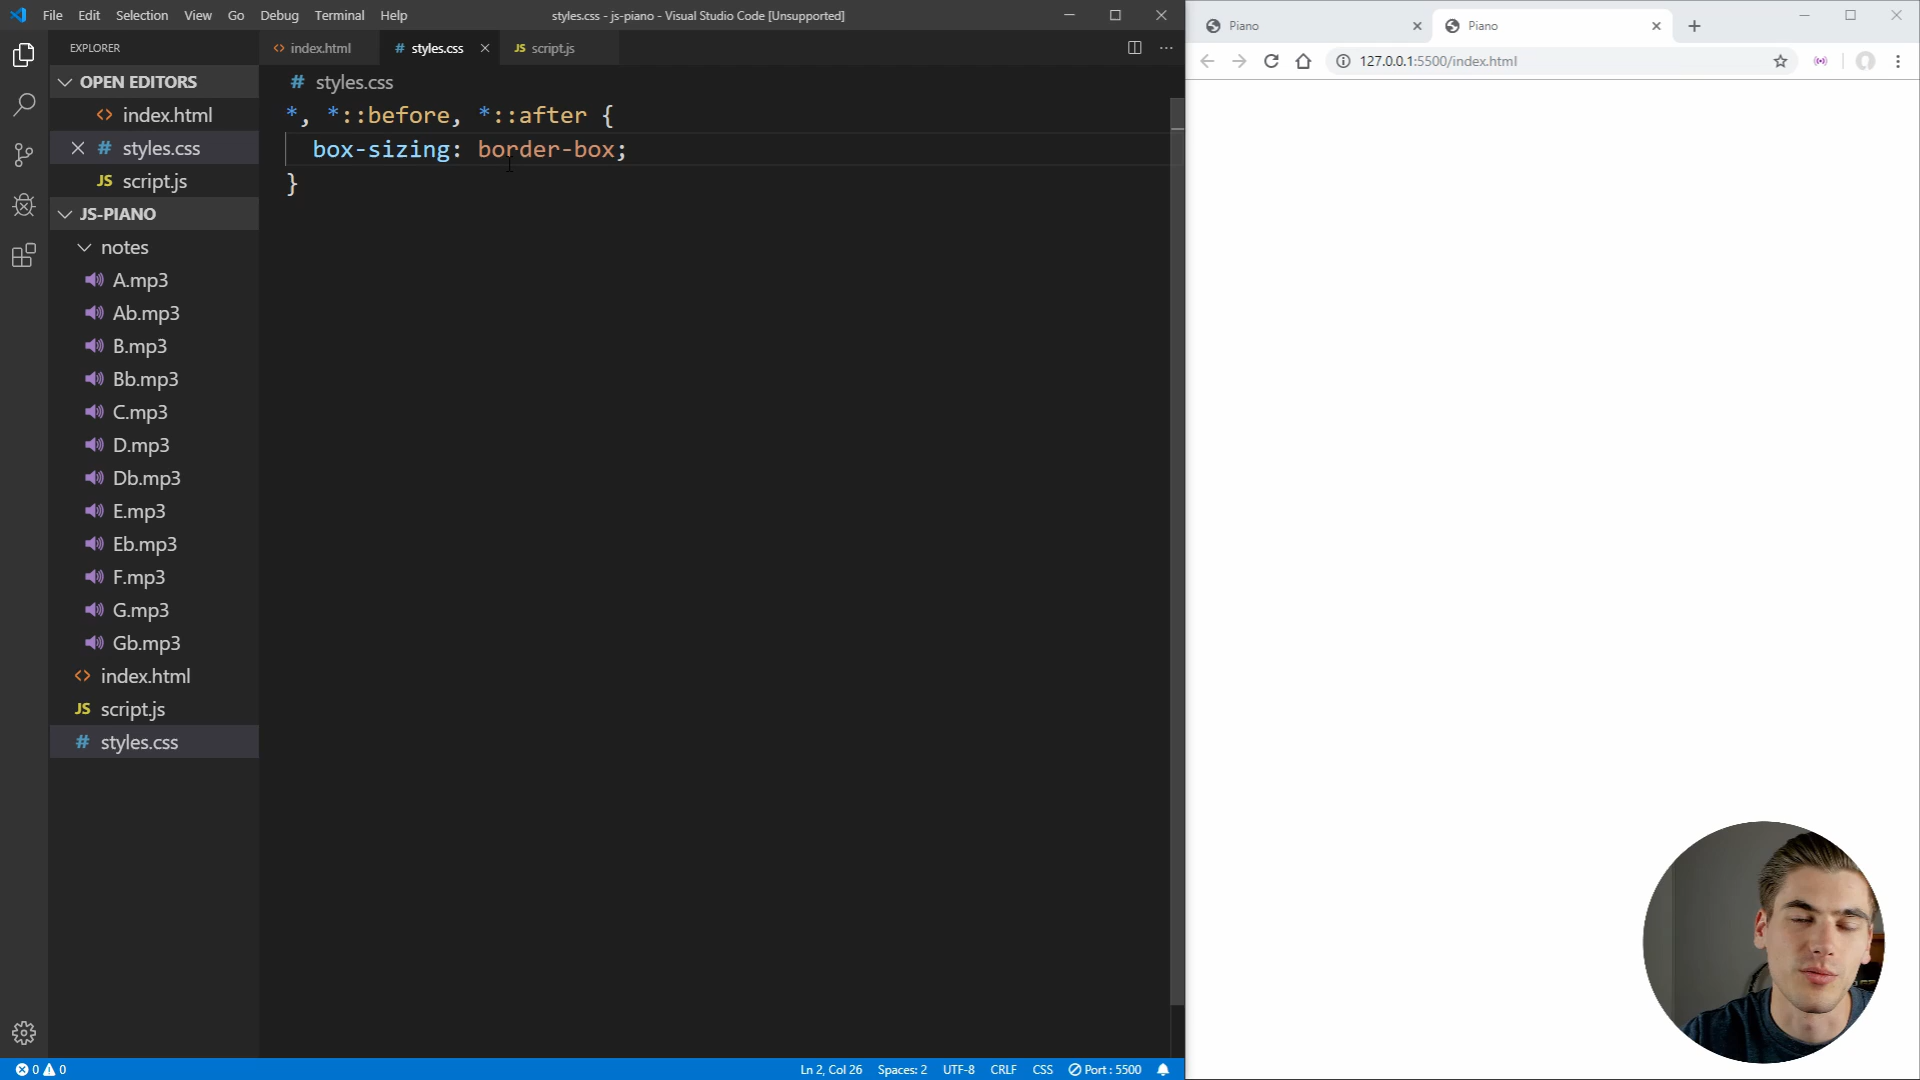 File Edit Selection View Go Debug Terminal Help
styles.css - js-piano - Visual Studio Code [Unsupported]
EXPLORER
OPEN EDITORS
index.html
styles.css
script.js
JS-PIANO
notes
A.mp3
Ab.mp3
B.mp3
Bb.mp3
C.mp3
D.mp3
Db.mp3
E.mp3
Eb.mp3
F.mp3
G.mp3
Gb.mp3
index.html
JS script.js
# styles.css
index.html # styles.css JS script.js
# styles.css
*, *::before, *::after {
box-sizing: border-box;
}
0 0
Ln 2, Col 26 Spaces: 2 UTF-8 CRLF CSS Port : 5500
Piano
Piano
127.0.0.1:5500/index.html